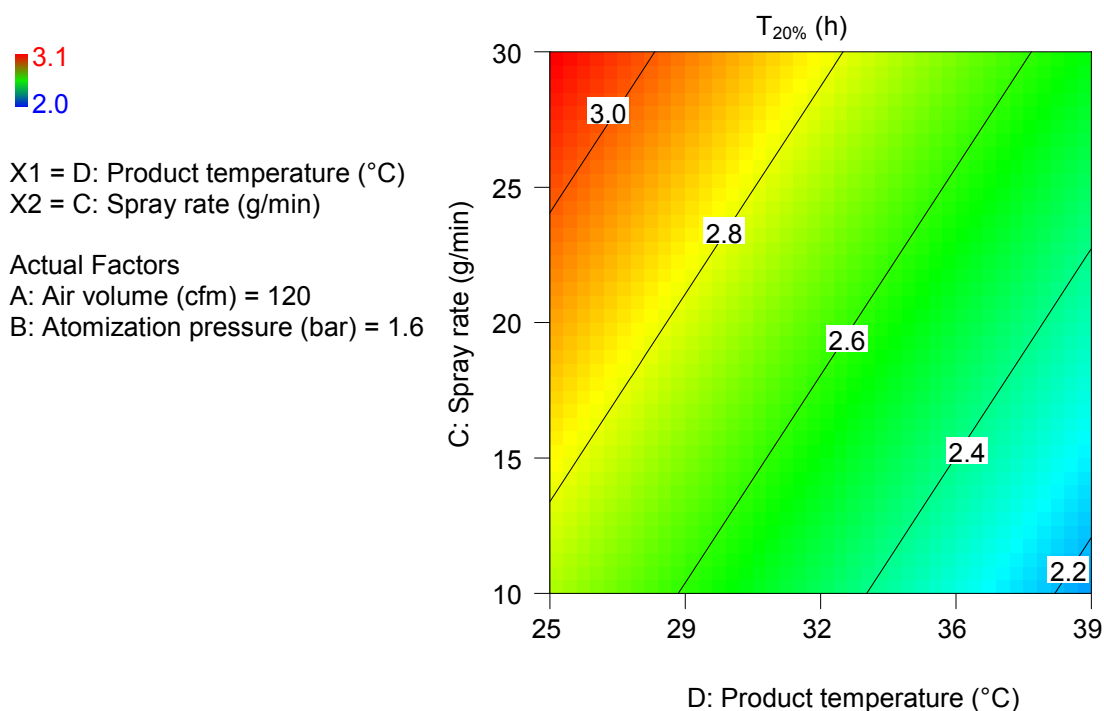 T20% (h)
3.1
2.0
X1 = D: Product temperature (°C)
X2 = C: Spray rate (g/min)
Actual Factors
A: Air volume (cfm) = 120
B: Atomization pressure (bar) = 1.6
C: Spray rate (g/min)
30
25
20
15
10
3.0
2.8
2.6
2.4
2.2
25
29
32
36
39
D: Product temperature (°C)